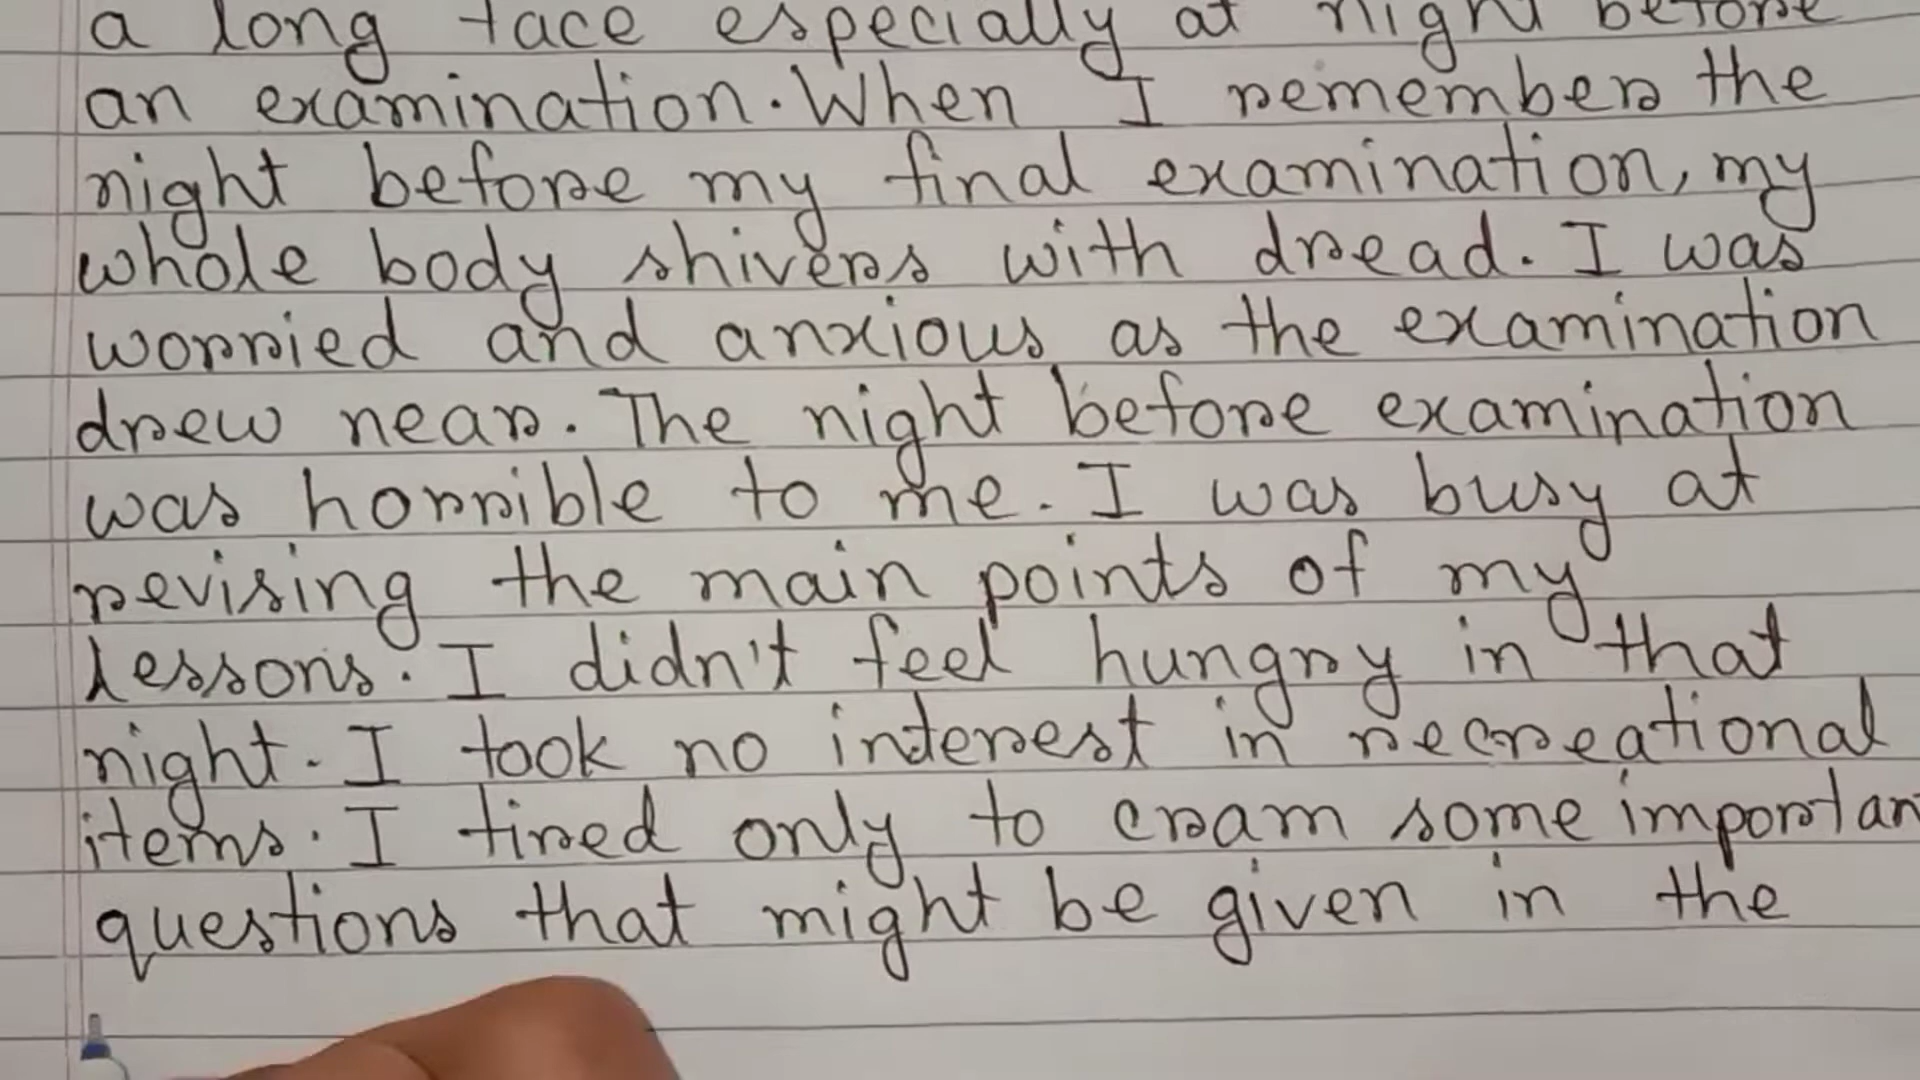 a long face especially at night before
an examination. When I remember the
night before my final examination, my
whole body shivers with dread. I was
worried and anxious as the examination
drew near. The night before examination
was horrible to me. I was busy at
revising the main points of my
lessons. I didn't feel hungry in that
night. I took no interest in recreational
items. I tired only to cram some importan
questions that might be given in the